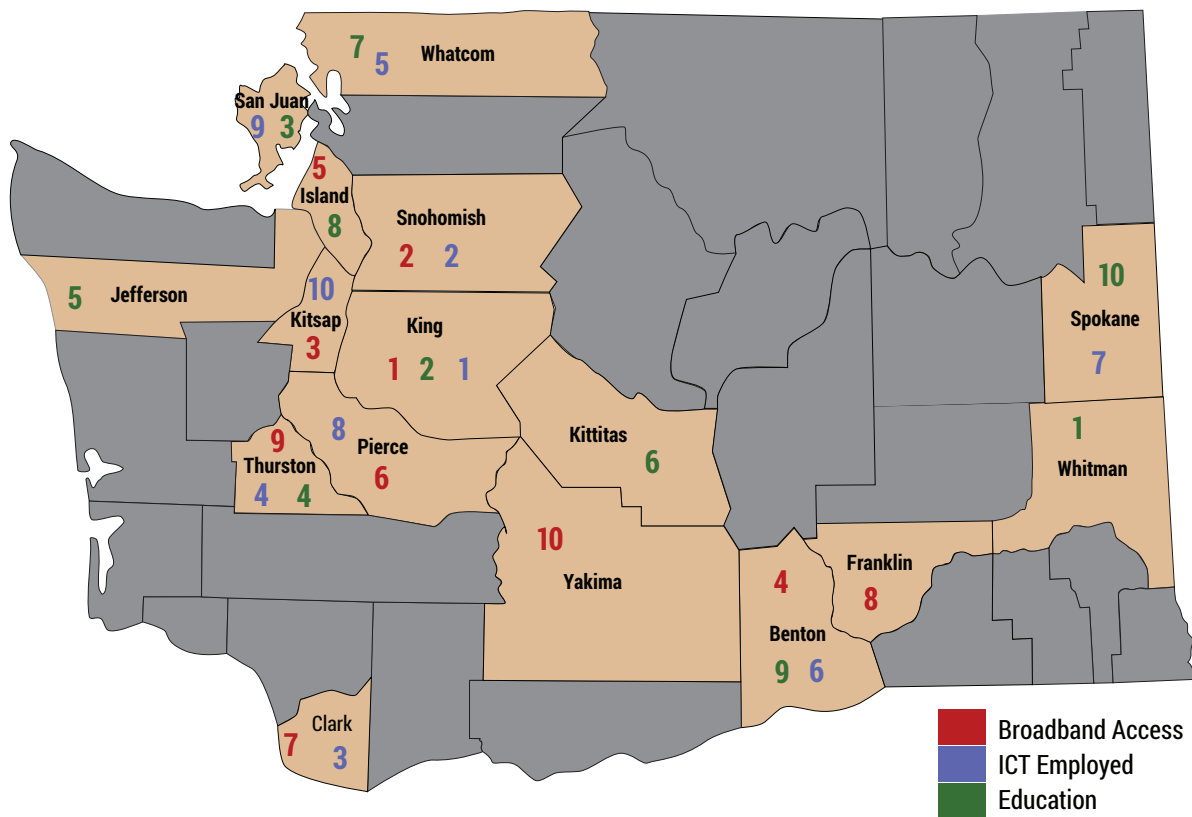 7
5
Whatcom
San Juan
9 3
5
Island
8
Snohomish
2 2
5 Jefferson
10
Kitsap
3
King
1 2 1
10
Spokane
7
8
Pierce
6
9
Thurston
4 4
Kittitas
6
1
Whitman
10
Yakima
4
Benton
9 6
Franklin
8
Clark
7
3
Broadband Access
ICT Employed
Education